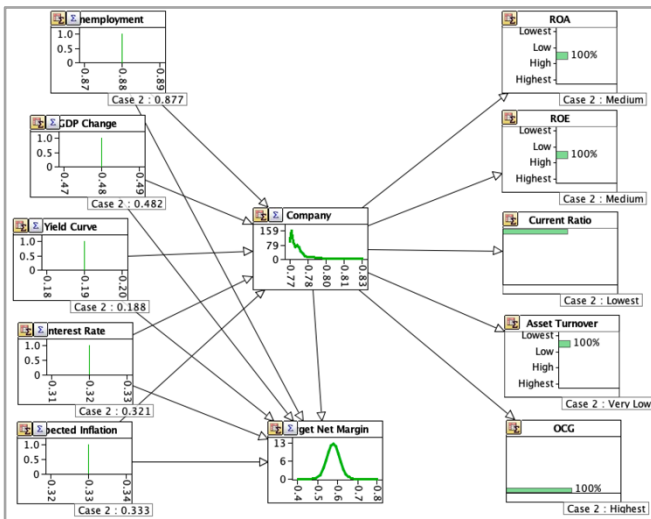 nemployment
1.0
0.5
0
0.87
0.88
0.89
Case 2 : 0.877
GDP Change
1.0
0.5
0
0.47
0.48
0.49
Case 2 : 0.482
Yield Curve
1.0
0.5
0
0.18
0.19
0.20
Case 2 : 0.188
nterest Rate
1.0
0.5
0
0.31
0.32
0.33
Case 2 : 0.321
pected Inflation
1.0
0.5
0
0.32
0.33
0.34
Case 2 : 0.333
Company
159
79
0
0.77
0.78
0.80
0.81
0.83
rget Net Margin
13
6
0
0.4
0.5
0.6
0.7
0.8
ROA
Lowest
Low
High
Highest
100%
Case 2 : Medium
ROE
Lowest
Low
High
Highest
100%
Case 2 : Medium
Current Ratio
Case 2 : Lowest
Asset Turnover
Lowest
Low
High
Highest
100%
Case 2 : Very Low
OCG
100%
Case 2 : Highest